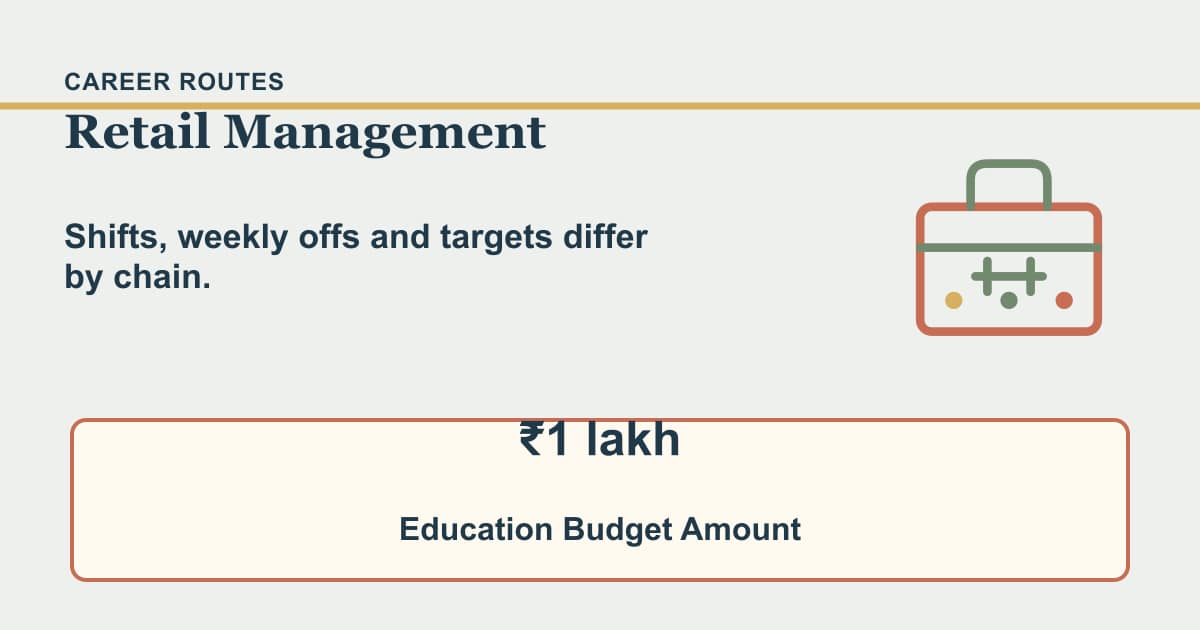 CAREER ROUTES
Retail Management
Shifts, weekly offs and targets differ
by chain.
₹1 lakh
Education Budget Amount